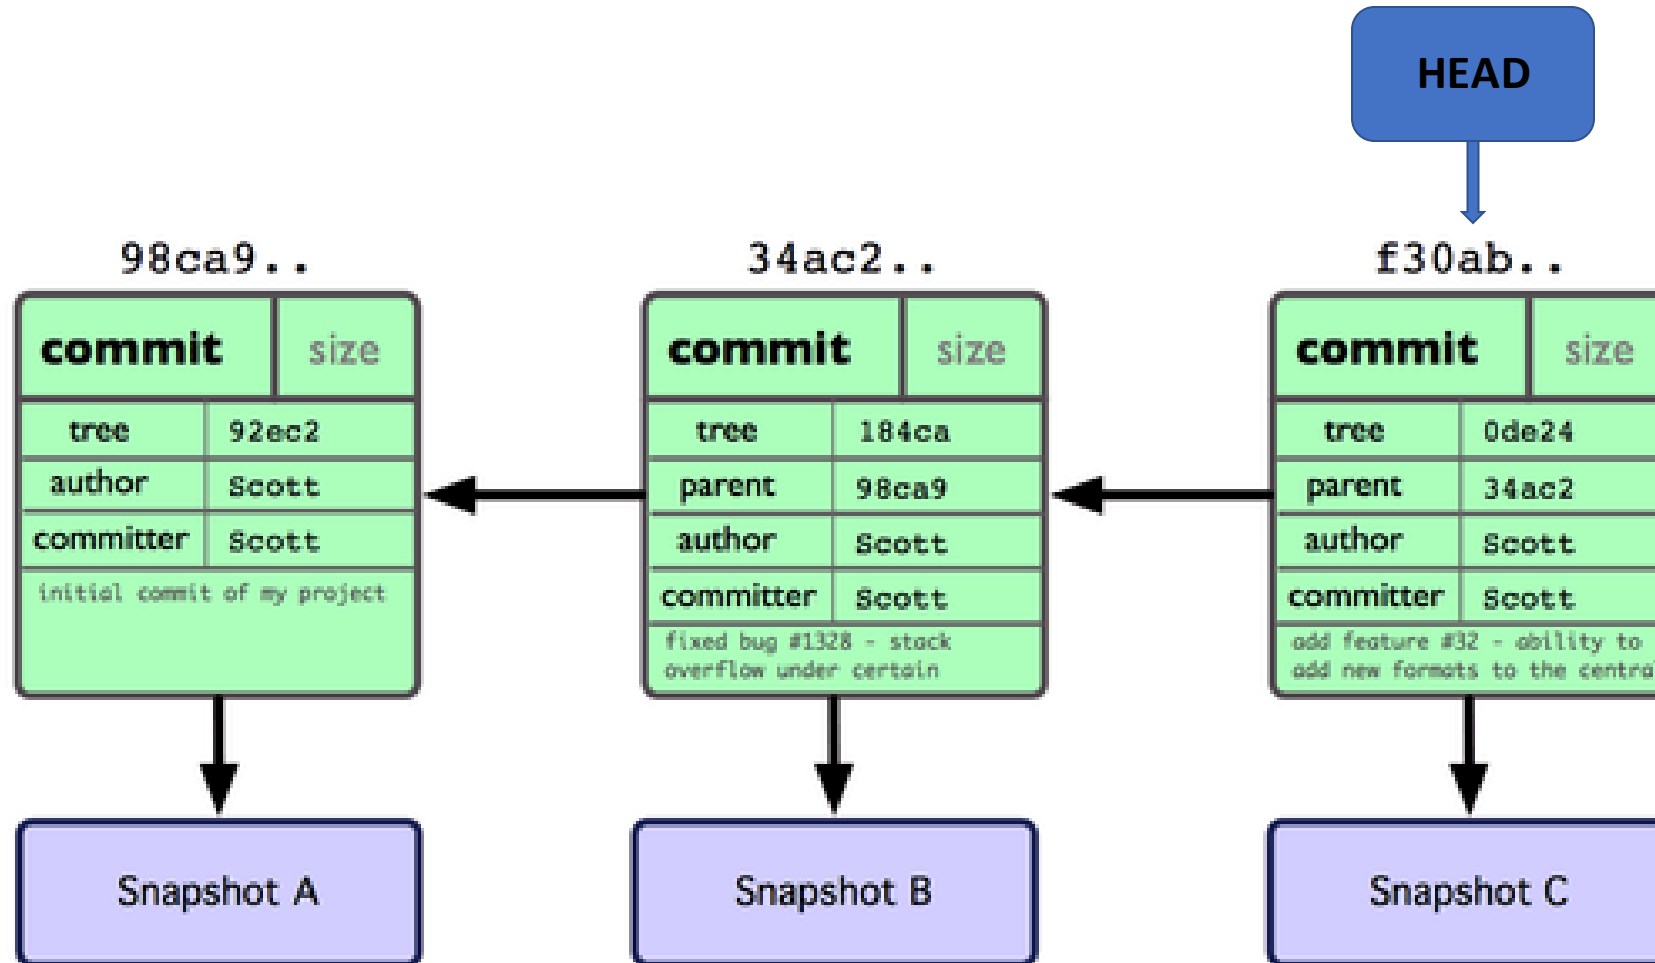 HEAD
98ca9..
34ac2..
f30ab..
commit size
tree 92ec2
author Scott
committer Scott
initial commit of my project
commit size
tree 184ca
parent 98ca9
author Scott
committer Scott
fixed bug #1328 - stack
overflow under certain
commit size
tree 0de24
parent 34ac2
author Scott
committer Scott
add feature #32 - ability to
add new formats to the central
Snapshot A
Snapshot B
Snapshot C